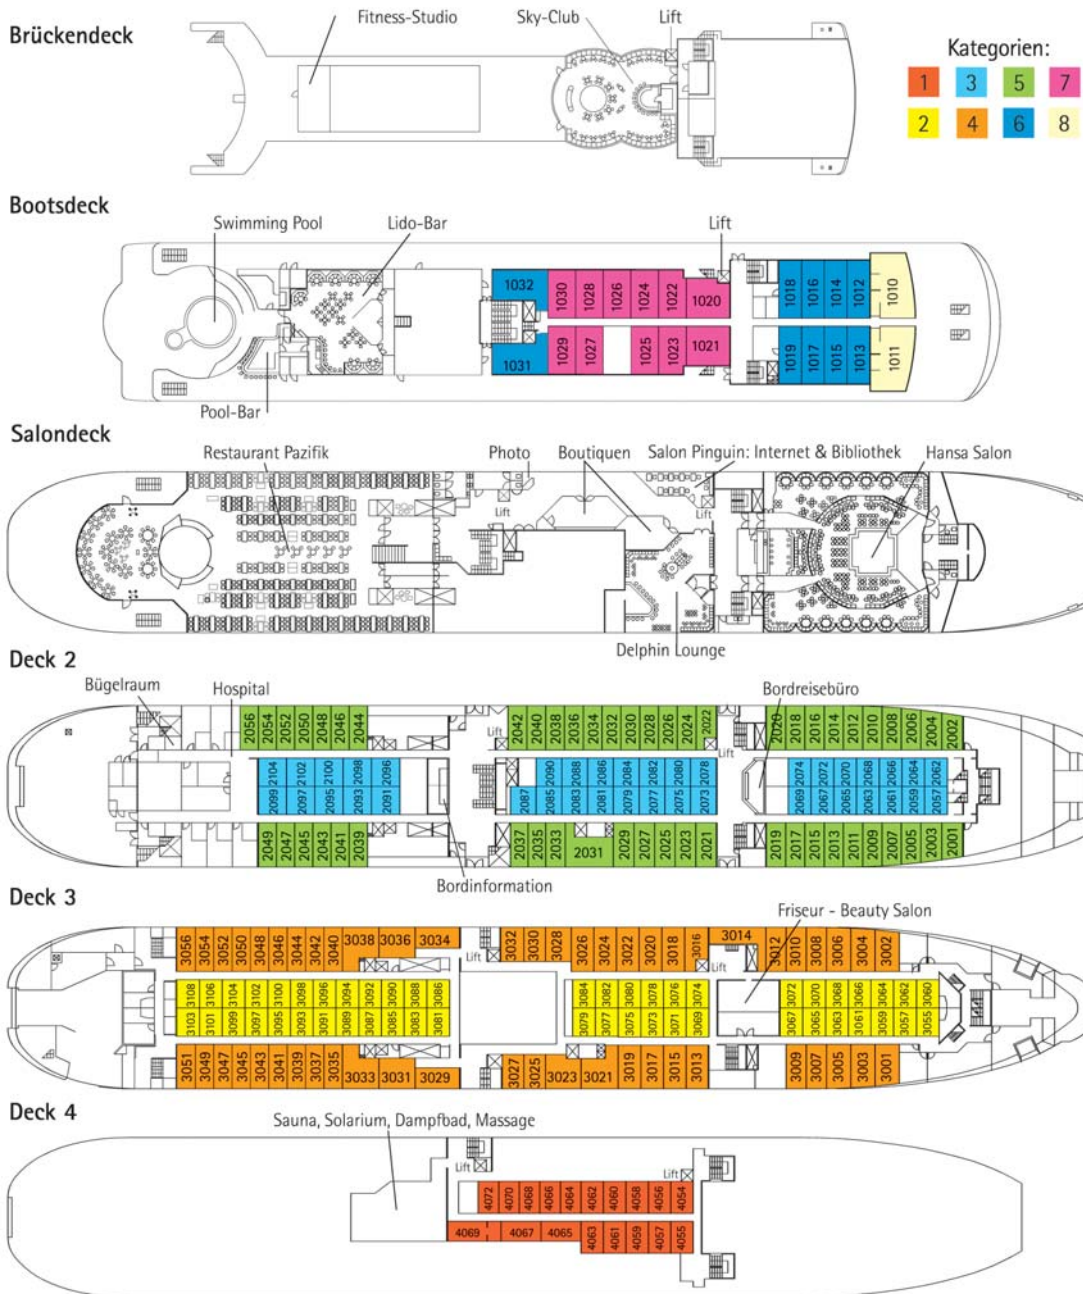 Fitness-Studio Sky-Club Lift
Brückendeck
Kategorien:
1 3 5 7
2 4 6 8
Bootsdeck
Swimming Pool Lido-Bar Lift
1032 1030 1028 1026 1024 1022 1020 1018 1016 1014 1012 1010
1031 1029 1027 1025 1023 1021 1019 1017 1015 1013 1011
Pool-Bar
Salondeck
Restaurant Pazifik Photo Boutiquen Salon Pinguin: Internet & Bibliothek Hansa Salon
Lift Lift
Delphin Lounge
Deck 2
Bügelraum Hospital Bordreisebüro
2056 2054 2052 2050 2048 2046 2044 2042 2040 2038 2036 2034 2032 2030 2028 2026 2024 2022 2020 2018 2016 2014 2012 2010 2008 2006 2004 2002
Lift Lift
2104 2102 2100 2098 2096 2090 2088 2086 2084 2082 2080 2078 2074 2072 2070 2068 2066 2064 2062
2099 2097 2095 2093 2091 2087 2085 2083 2081 2079 2077 2075 2073 2069 2067 2065 2063 2061 2059 2057
2049 2047 2045 2043 2041 2039 2037 2035 2033 2031 2029 2027 2025 2023 2021 2019 2017 2015 2013 2011 2009 2007 2005 2003 2001
Bordinformation
Deck 3
Friseur - Beauty Salon
3056 3054 3052 3050 3048 3046 3044 3042 3040 3038 3036 3034 3032 3030 3028 3026 3024 3022 3020 3018 3016 3014 3012 3010 3008 3006 3004 3002
Lift Lift
3108 3106 3104 3102 3100 3098 3096 3094 3092 3090 3088 3086 3084 3082 3080 3078 3076 3074 3072 3070 3068 3066 3064 3062 3060
3103 3101 3099 3097 3095 3093 3091 3089 3087 3085 3083 3081 3079 3077 3075 3073 3071 3069 3067 3065 3063 3061 3059 3057 3055
3051 3049 3047 3045 3043 3041 3039 3037 3035 3033 3031 3029 3027 3025 3023 3021 3019 3017 3015 3013 3009 3007 3005 3003 3001
Deck 4
Sauna, Solarium, Dampfbad, Massage
Lift Lift
4072 4070 4068 4066 4064 4062 4060 4058 4056 4054
4069 4067 4065 4063 4061 4059 4057 4055